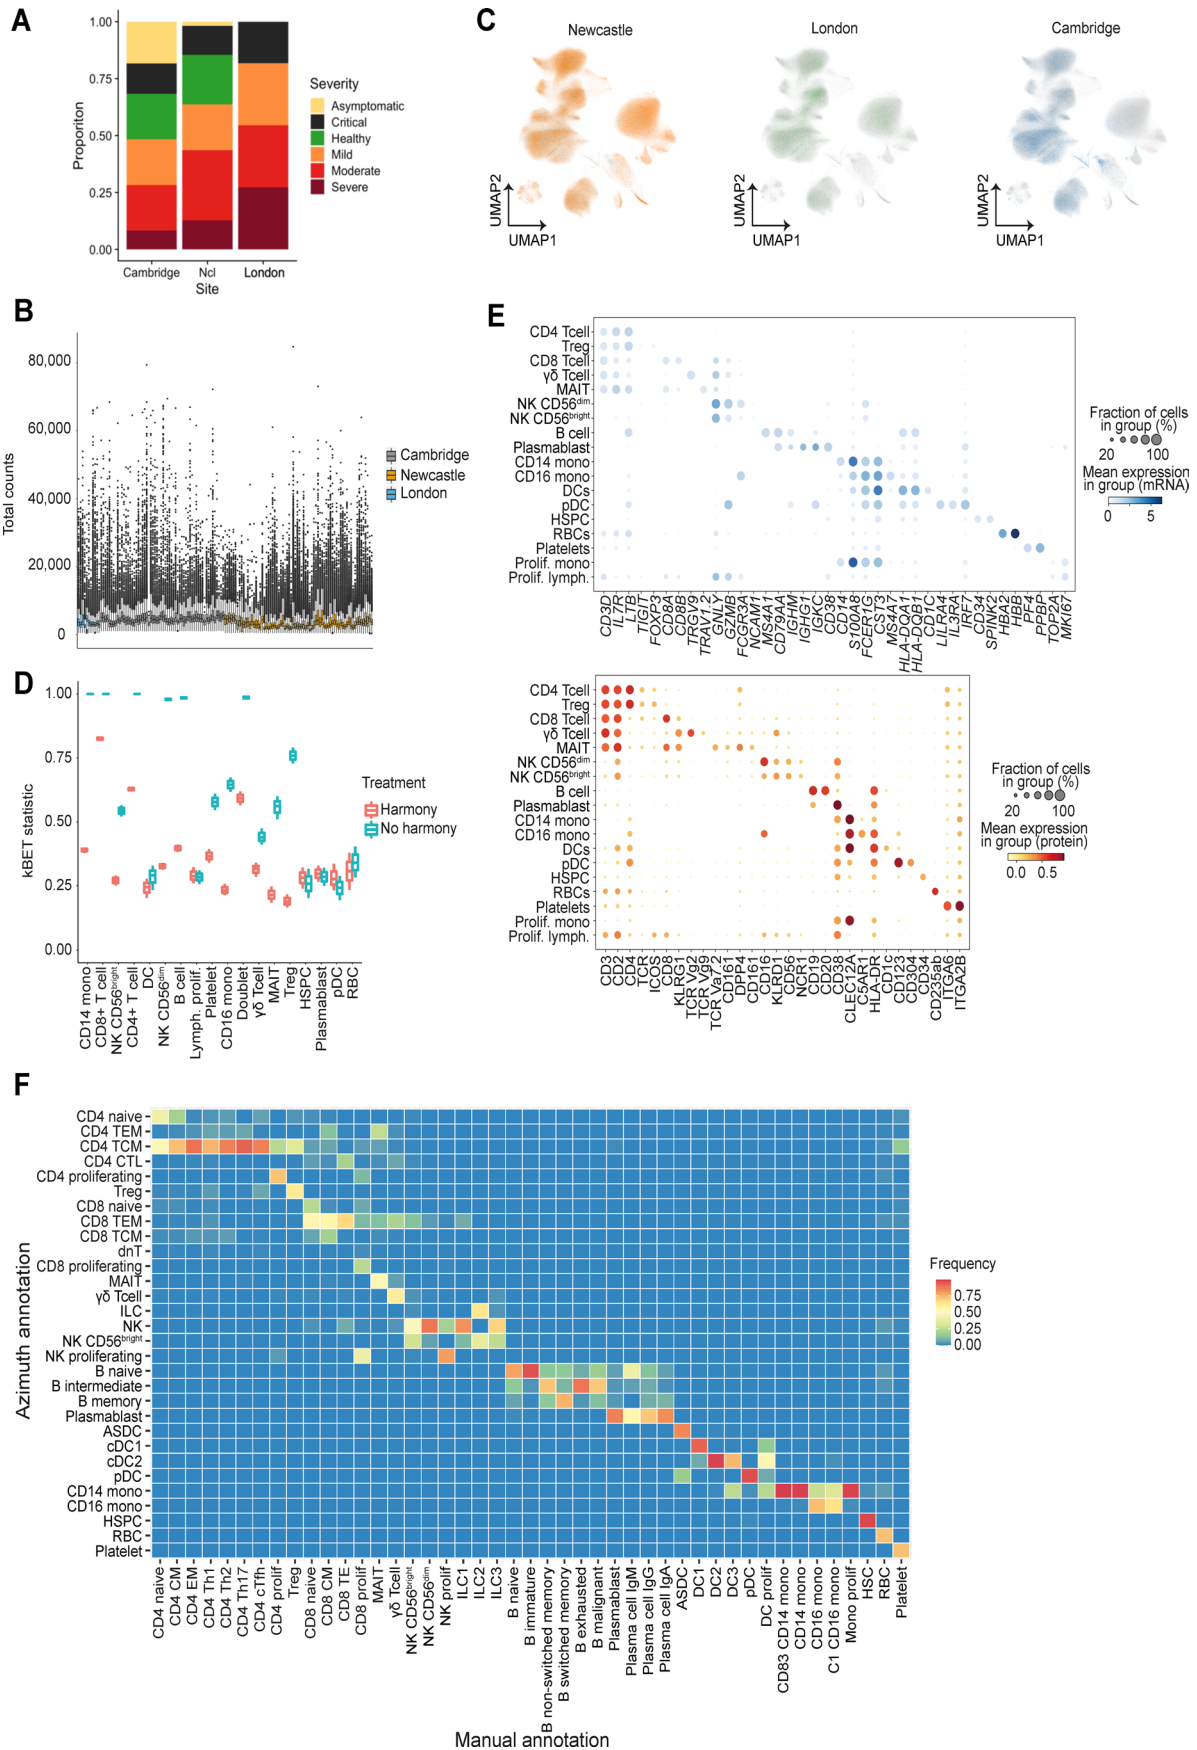 A
1.00
0.75
0.50
0.25
0.00
Proporiton
Cambridge
Ncl
London
Site
Severity
Asymptomatic
Critical
Healthy
Mild
Moderate
Severe
C
Newcastle
London
Cambridge
UMAP2
UMAP1
UMAP2
UMAP1
UMAP2
UMAP1
B
80,000
60,000
40,000
20,000
0
Total counts
Cambridge
Newcastle
London
E
CD4 Tcell
Treg
CD8 Tcell
γδ Tcell
MAIT
NK CD56dim
NK CD56bright
B cell
Plasmablast
CD14 mono
CD16 mono
DCs
pDC
HSPC
RBCs
Platelets
Prolif. mono
Prolif. lymph.
CD3D
IL7R
LTB
TIGIT
FOXP3
CD8A
CD8B
TRGV9
TRAV1.2
GNLY
GZMB
FCGR3A
NCAM1
MS4A1
CD79AA
IGHM
IGHG1
IGKC
CD38
CD14
S100A8
FCER1G
CST3
MS4A7
HLA-DQA1
HLA-DQB1
CD1C
LILRA4
IL3RA
IRF7
CD34
SPINK2
HBA2
HBB
PF4
PPBP
TOP2A
MKI67
Fraction of cells
in group (%)
20 100
Mean expression
in group (mRNA)
0 5
CD4 Tcell
Treg
CD8 Tcell
γδ Tcell
MAIT
NK CD56dim
NK CD56bright
B cell
Plasmablast
CD14 mono
CD16 mono
DCs
pDC
HSPC
RBCs
Platelets
Prolif. mono
Prolif. lymph.
CD3
CD2
CD4
TCR
ICOS
CD8
KLRG1
TCR Vg2
TCR Vg9
TCR Va7.2
CD161
DPP4
CD161
CD16
KLRD1
CD56
NCR1
CD19
CD20
CD38
CLEC12A
C5AR1
HLA-DR
CD1c
CD123
CD304
CD34
CD235ab
ITGA6
ITGA2B
Fraction of cells
in group (%)
20 100
Mean expression
in group (protein)
0.0 0.5
D
1.00
0.75
0.50
0.25
0.00
kBET statistic
CD14 mono
CD8+ T cell
NK CD56bright
CD4+ T cell
DC
NK CD56dim
B cell
Lymph. prolif.
Platelet
CD16 mono
Doublet
γδ Tcell
MAIT
Treg
HSPC
Plasmablast
pDC
RBC
Treatment
Harmony
No harmony
F
Azimuth annotation
CD4 naive
CD4 TEM
CD4 TCM
CD4 CTL
CD4 proliferating
Treg
CD8 naive
CD8 TEM
CD8 TCM
dnT
CD8 proliferating
MAIT
γδ Tcell
ILC
NK
NK CD56bright
NK proliferating
B naive
B intermediate
B memory
Plasmablast
ASDC
cDC1
cDC2
pDC
CD14 mono
CD16 mono
HSPC
RBC
Platelet
CD4 naive
CD4 CM
CD4 EM
CD4 Th1
CD4 Th2
CD4 Th17
CD4 cTfh
CD4 prolif
Treg
CD8 naive
CD8 CM
CD8 TE
CD8 prolif
MAIT
γδ Tcell
NK CD56bright
NK CD56dim
NK prolif
ILC1
ILC2
ILC3
B naive
B immature
B non-switched memory
B switched memory
B exhausted
B malignant
Plasmablast
Plasma cell IgM
Plasma cell IgG
Plasma cell IgA
ASDC
DC1
DC2
DC3
pDC
DC prolif
CD83 CD14 mono
CD14 mono
CD16 mono
C1 CD16 mono
Mono prolif
HSC
RBC
Platelet
Manual annotation
Frequency
0.75
0.50
0.25
0.00